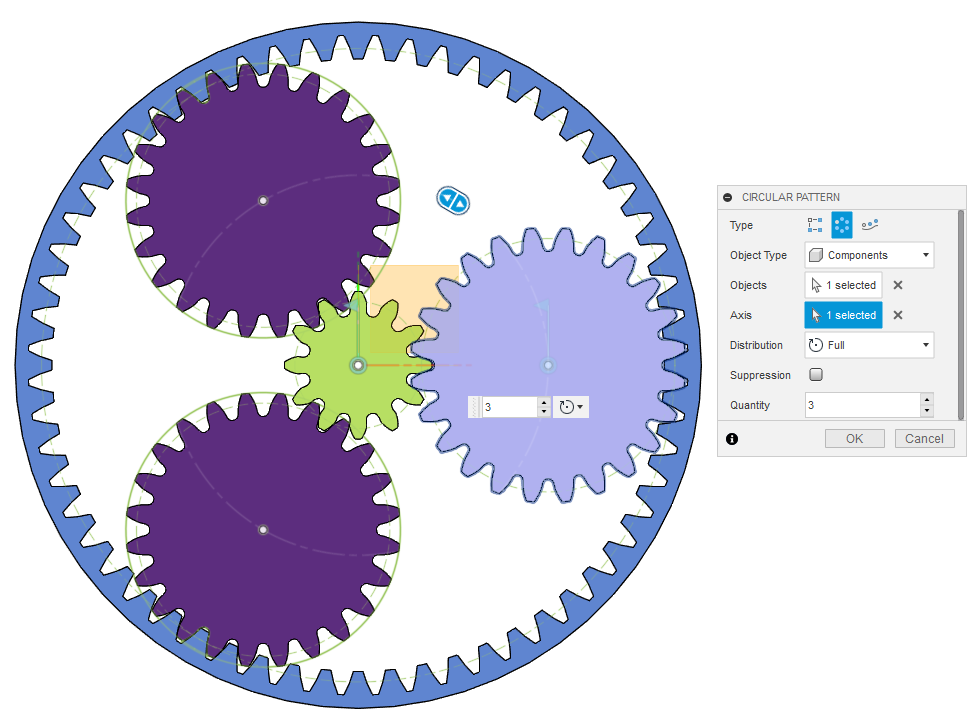 CIRCULAR PATTERN
Type
Object Type Components
Objects 1 selected
Axis 1 selected
Distribution Full
Suppression
3
Quantity 3
OK Cancel